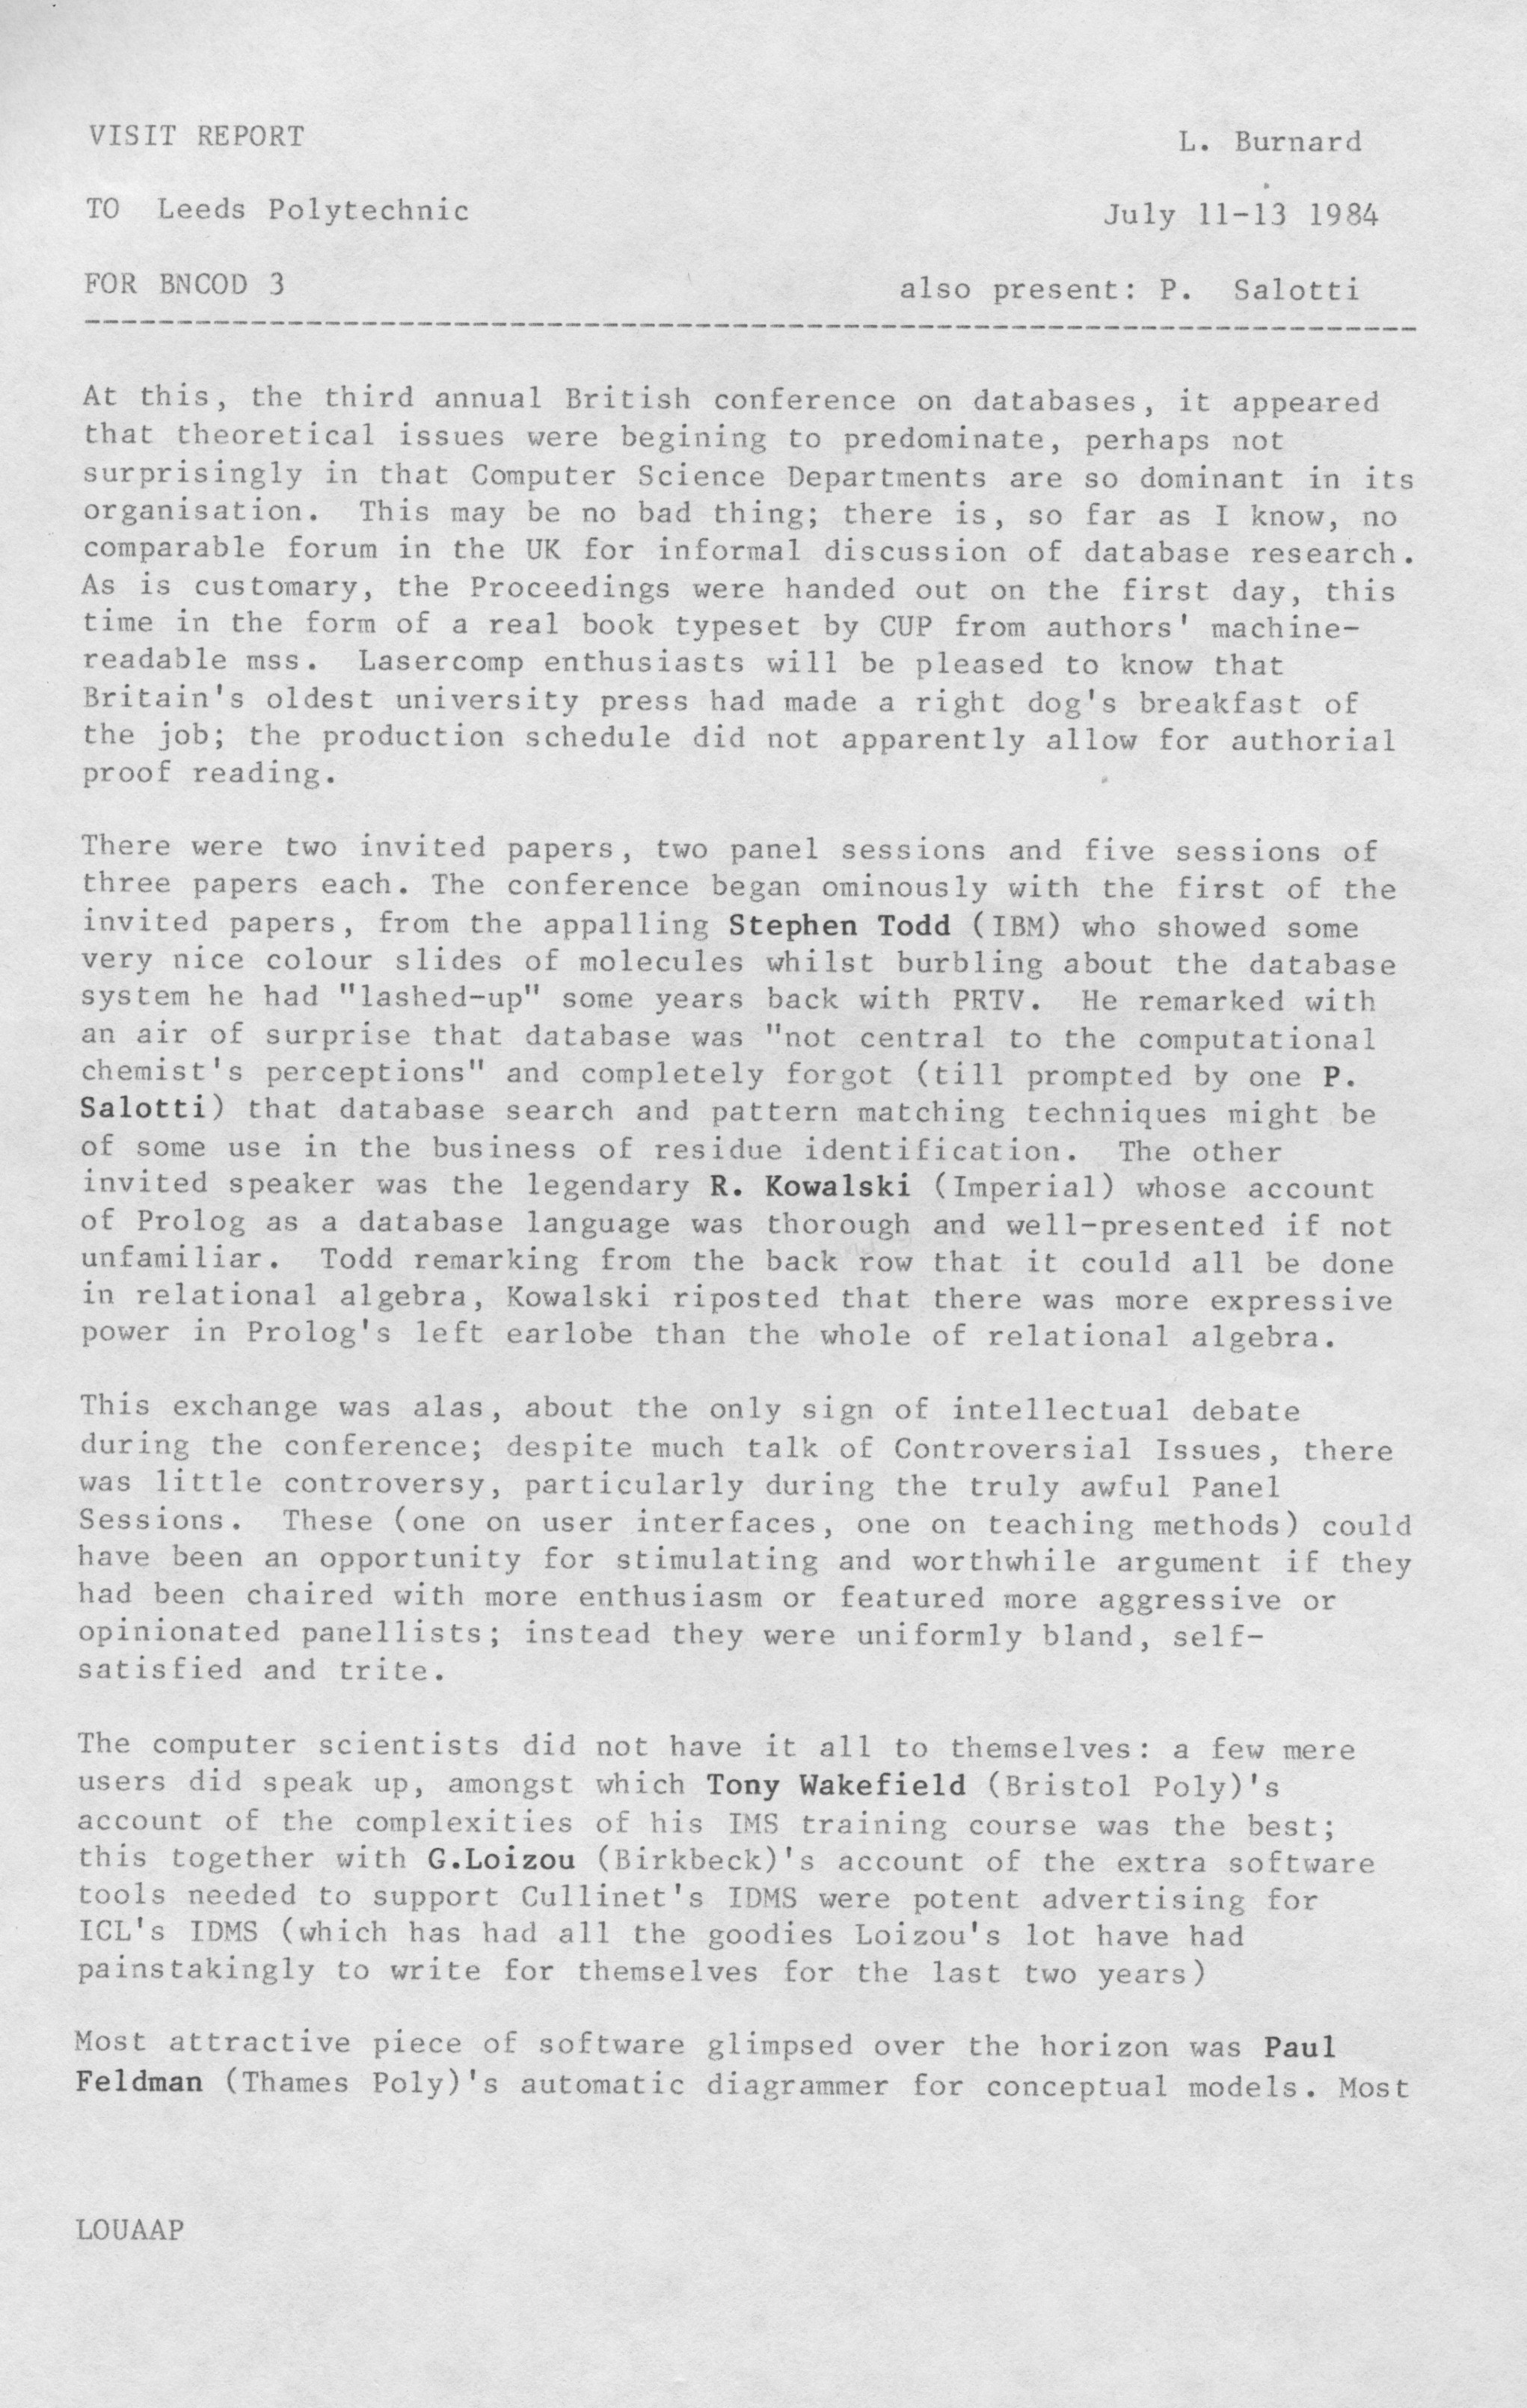 VISIT REPORT L. Burnard
TO Leeds Polytechnic July 11-13 1984
FOR BNCOD 3 also present: P. Salotti
--------------------------------------------------------------------------------
At this, the third annual British conference on databases, it appeared
that theoretical issues were begining to predominate, perhaps not
surprisingly in that Computer Science Departments are so dominant in its
organisation. This may be no bad thing; there is, so far as I know, no
comparable forum in the UK for informal discussion of database research.
As is customary, the Proceedings were handed out on the first day, this
time in the form of a real book typeset by CUP from authors' machine-
readable mss. Lasercomp enthusiasts will be pleased to know that
Britain's oldest university press had made a right dog's breakfast of
the job; the production schedule did not apparently allow for authorial
proof reading.
There were two invited papers, two panel sessions and five sessions of
three papers each. The conference began ominously with the first of the
invited papers, from the appalling Stephen Todd (IBM) who showed some
very nice colour slides of molecules whilst burbling about the database
system he had "lashed-up" some years back with PRTV. He remarked with
an air of surprise that database was "not central to the computational
chemist's perceptions" and completely forgot (till prompted by one P.
Salotti) that database search and pattern matching techniques might be
of some use in the business of residue identification. The other
invited speaker was the legendary R. Kowalski (Imperial) whose account
of Prolog as a database language was thorough and well-presented if not
unfamiliar. Todd remarking from the back row that it could all be done
in relational algebra, Kowalski riposted that there was more expressive
power in Prolog's left earlobe than the whole of relational algebra.
This exchange was alas, about the only sign of intellectual debate
during the conference; despite much talk of Controversial Issues, there
was little controversy, particularly during the truly awful Panel
Sessions. These (one on user interfaces, one on teaching methods) could
have been an opportunity for stimulating and worthwhile argument if they
had been chaired with more enthusiasm or featured more aggressive or
opinionated panellists; instead they were uniformly bland, self-
satisfied and trite.
The computer scientists did not have it all to themselves: a few mere
users did speak up, amongst which Tony Wakefield (Bristol Poly)'s
account of the complexities of his IMS training course was the best;
this together with G.Loizou (Birkbeck)'s account of the extra software
tools needed to support Cullinet's IDMS were potent advertising for
ICL's IDMS (which has had all the goodies Loizou's lot have had
painstakingly to write for themselves for the last two years)
Most attractive piece of software glimpsed over the horizon was Paul
Feldman (Thames Poly)'s automatic diagrammer for conceptual models. Most
LOUAAP